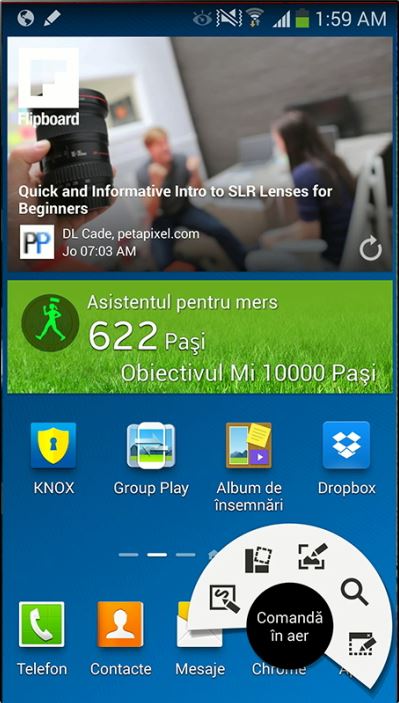 1:59 AM
Flipboard
Quick and Informative Intro to SLR Lenses for
Beginners
PP
DL Cade, petapixel.com
Jo 07:03 AM
Asistentul pentru mers
622 Paşi
Obiectivul Mi 10000 Paşi
KNOX
Group Play
Album de
însemnări
Dropbox
Comandă
în aer
Telefon
Contacte
Mesaje
Chrome